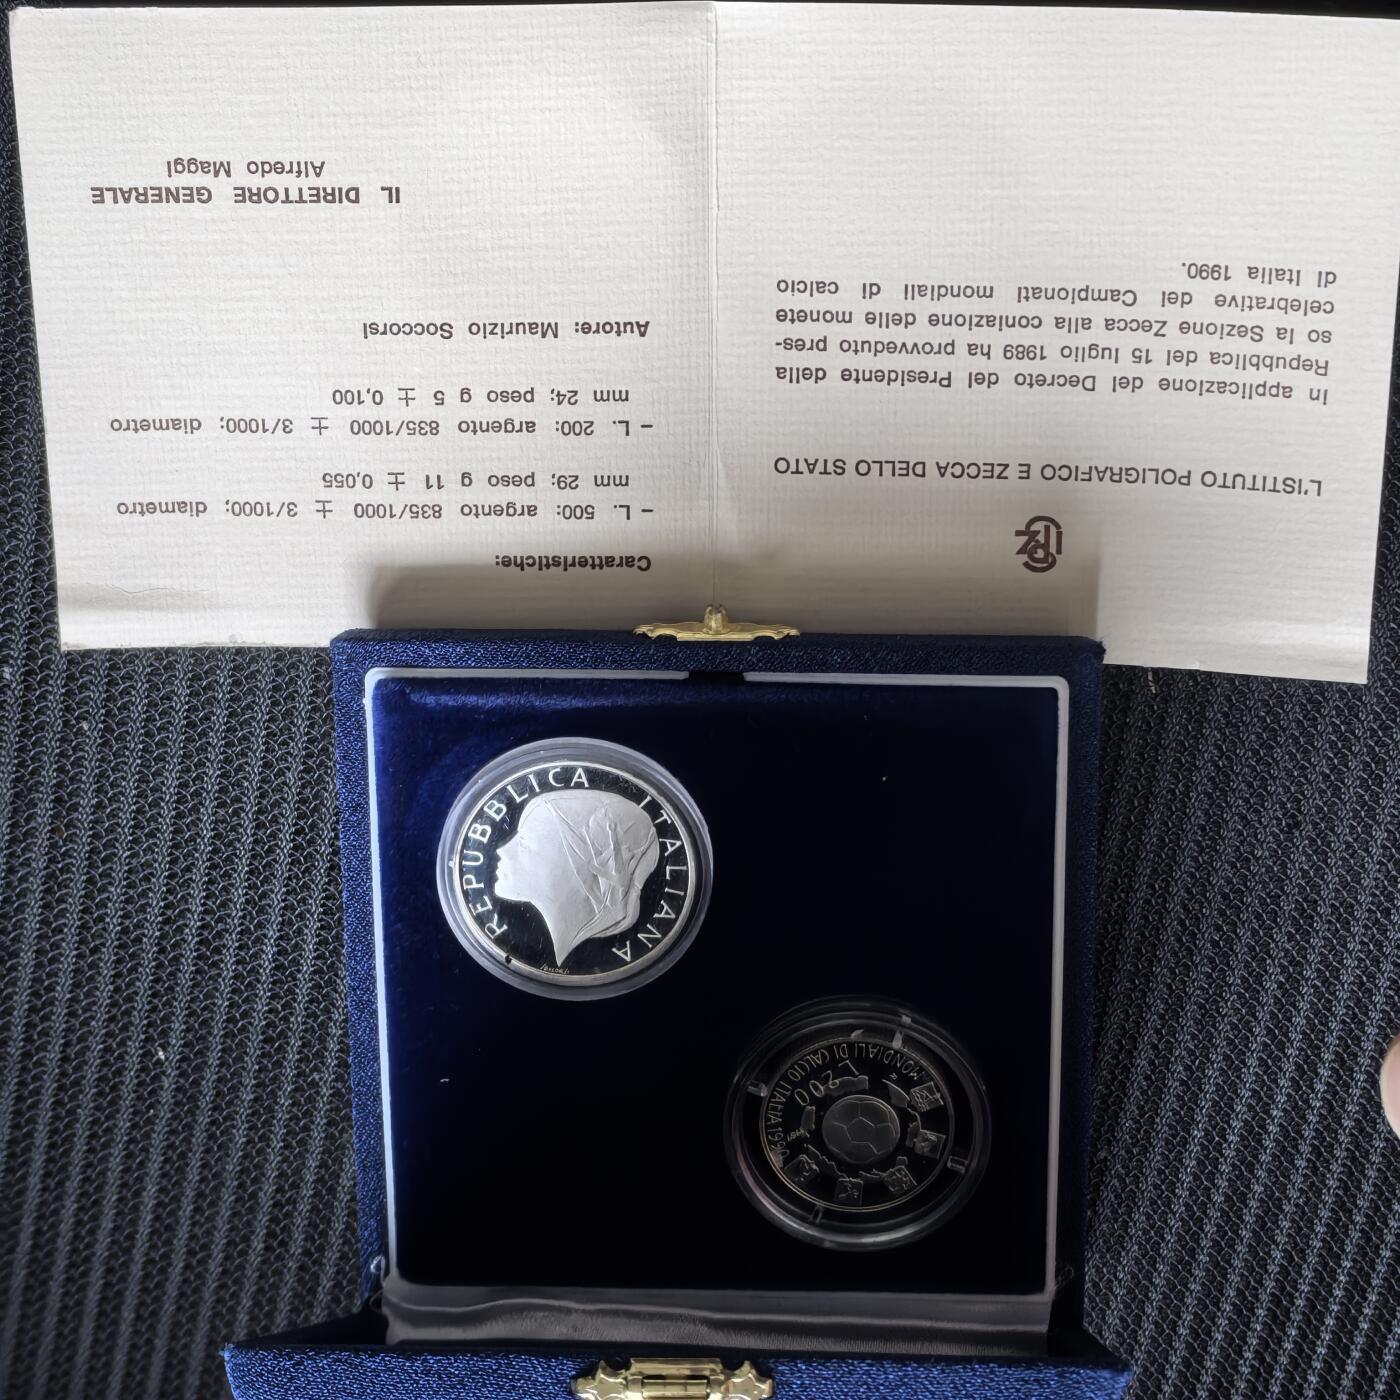 IPZS
L'ISTITUTO POLIGRAFICO E ZECCA DELLO STATO
In applicazione del Decreto del Presidente della
Repubblica del 15 luglio 1989 ha provveduto pres-
so la Sezione Zecca alla coniazione delle monete
celebrative dei Campionati mondiali di calcio
di Italia 1990.
Caratteristiche:
– L. 500: argento 835/1000 ± 3/1000; diametro
mm 29; peso g 11 ± 0,055
– L. 200: argento 835/1000 ± 3/1000; diametro
mm 24; peso g 5 ± 0,100
Autore: Maurizio Soccorsi
IL DIRETTORE GENERALE
Alfredo Maggi
REPUBBLICA ITALIANA
MONDIALI DI CALCIO ITALIA 1990
L 200